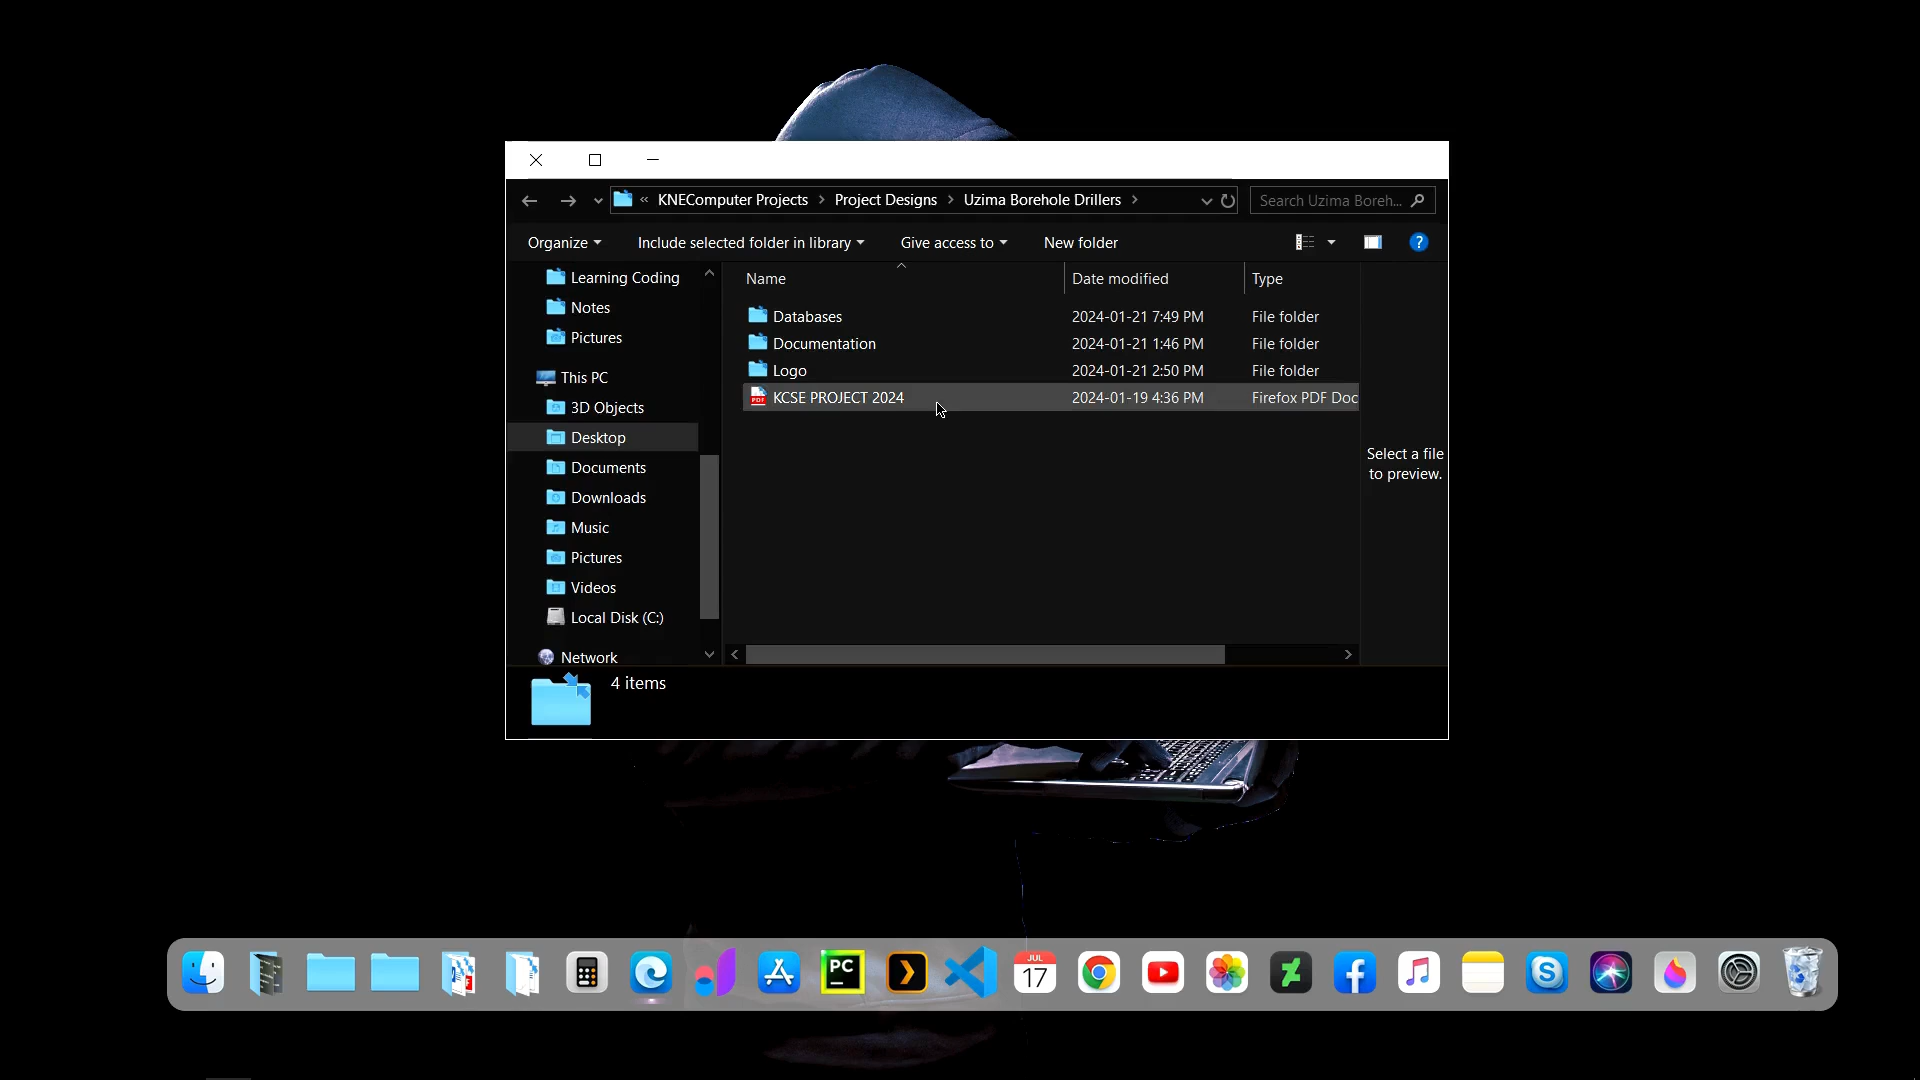 « KNEComputer Projects > Project Designs > Uzima Borehole Drillers >
Search Uzima Boreh...
Organize
Include selected folder in library
Give access to
New folder
?
Learning Coding
Notes
Pictures
This PC
3D Objects
Desktop
Documents
Downloads
Music
Pictures
Videos
Local Disk (C:)
Network
Name Date modified Type
Databases 2024-01-21 7:49 PM File folder
Documentation 2024-01-21 1:46 PM File folder
Logo 2024-01-21 2:50 PM File folder
PDF KCSE PROJECT 2024 2024-01-19 4:36 PM Firefox PDF Doc
Select a file
to preview.
4 items
PC
JUL
17